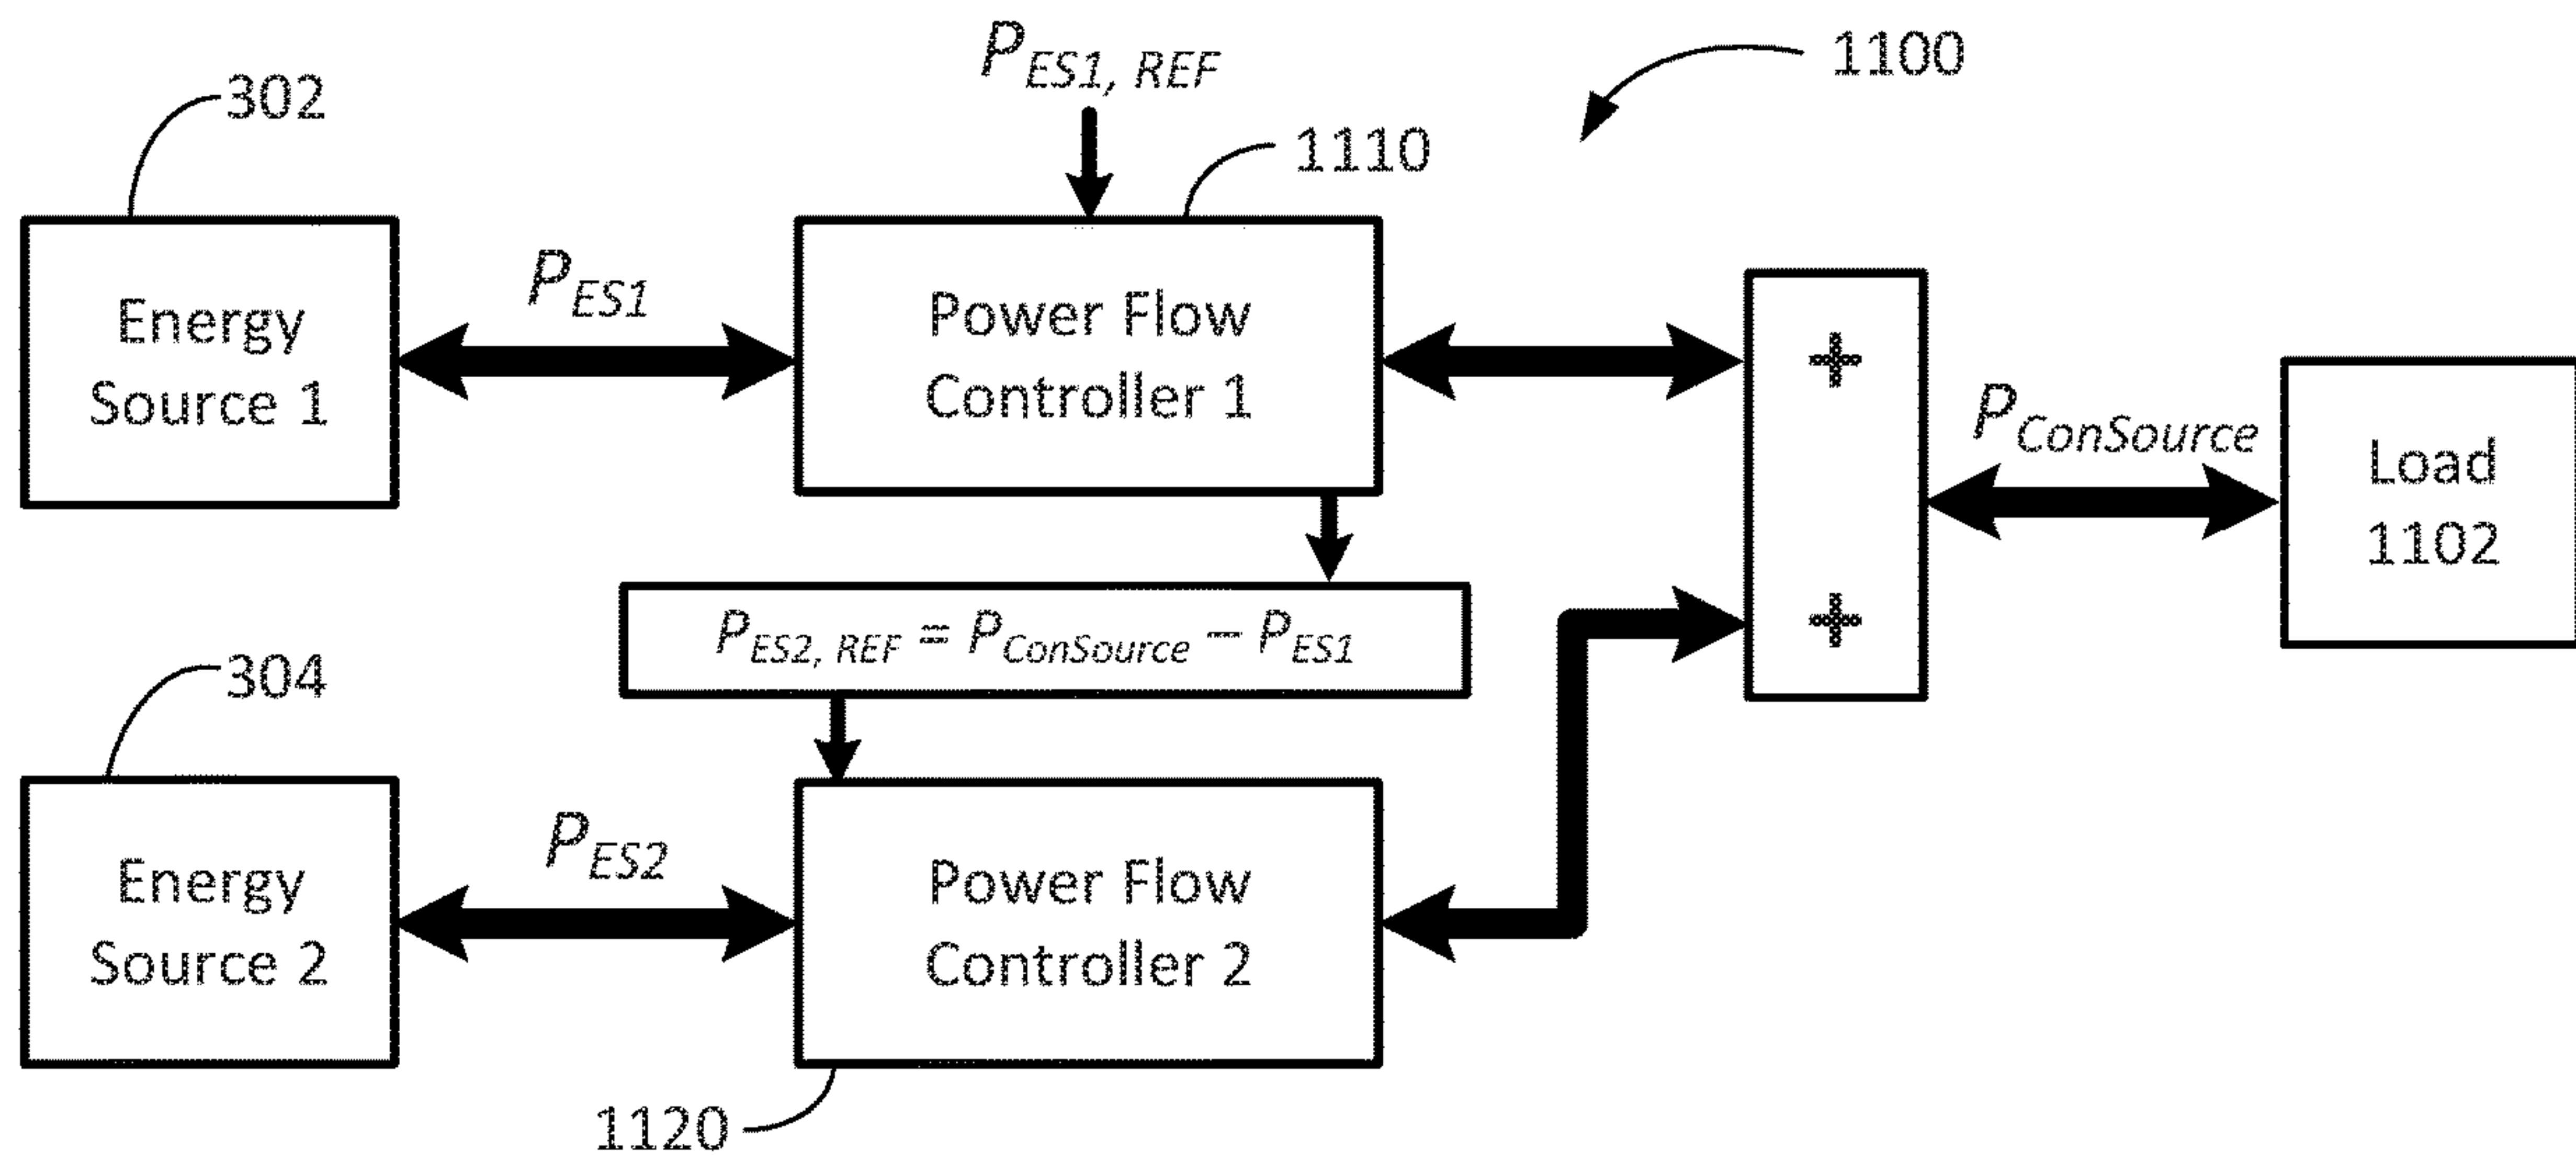 P_ES1, REF
1100
302
1110
Energy
Source 1
P_ES1
Power Flow
Controller 1
+
+
P_ConSource
Load
1102
P_ES2, REF = P_ConSource – P_ES1
304
Energy
Source 2
P_ES2
Power Flow
Controller 2
1120